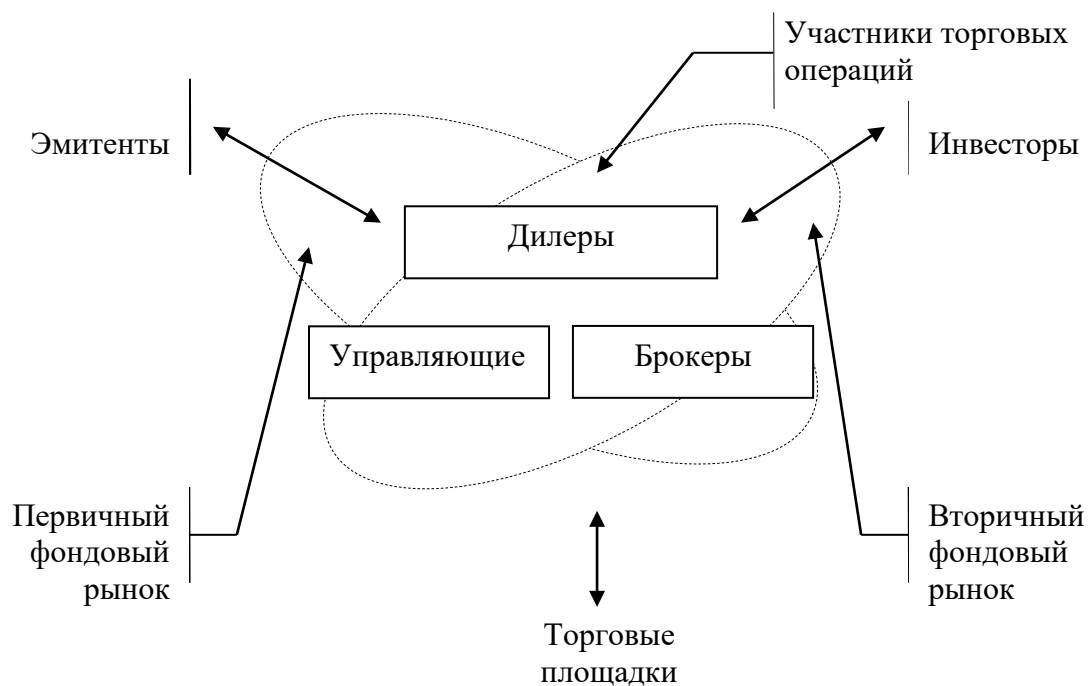 Участники торговых
операций
Эмитенты
Инвесторы
Дилеры
Управляющие
Брокеры
Первичный
фондовый
рынок
Вторичный
фондовый
рынок
Торговые
площадки